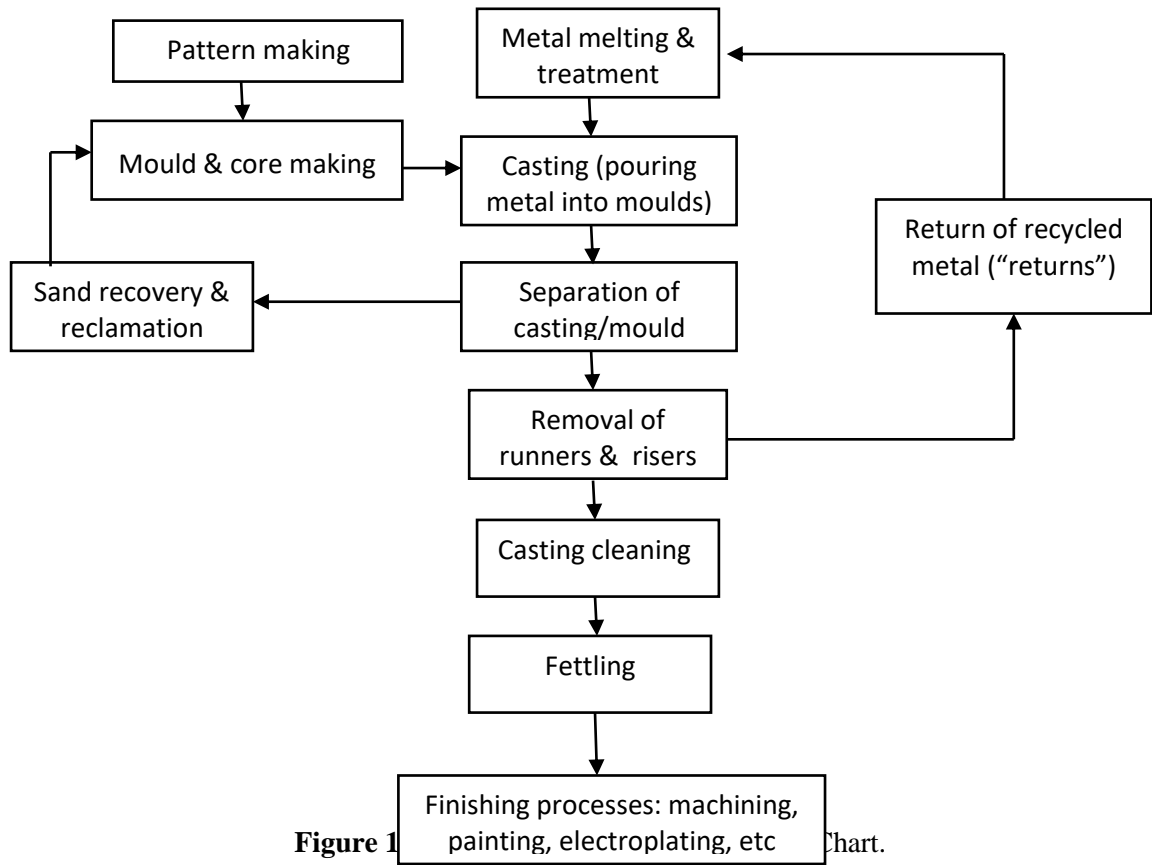 Pattern making
Metal melting &
treatment
Mould & core making
Casting (pouring
metal into moulds)
Return of recycled
metal (“returns”)
Sand recovery &
reclamation
Separation of
casting/mould
Removal of
runners &  risers
Casting cleaning
Fettling
Finishing processes: machining,
painting, electroplating, etc
Figure 1 Chart.